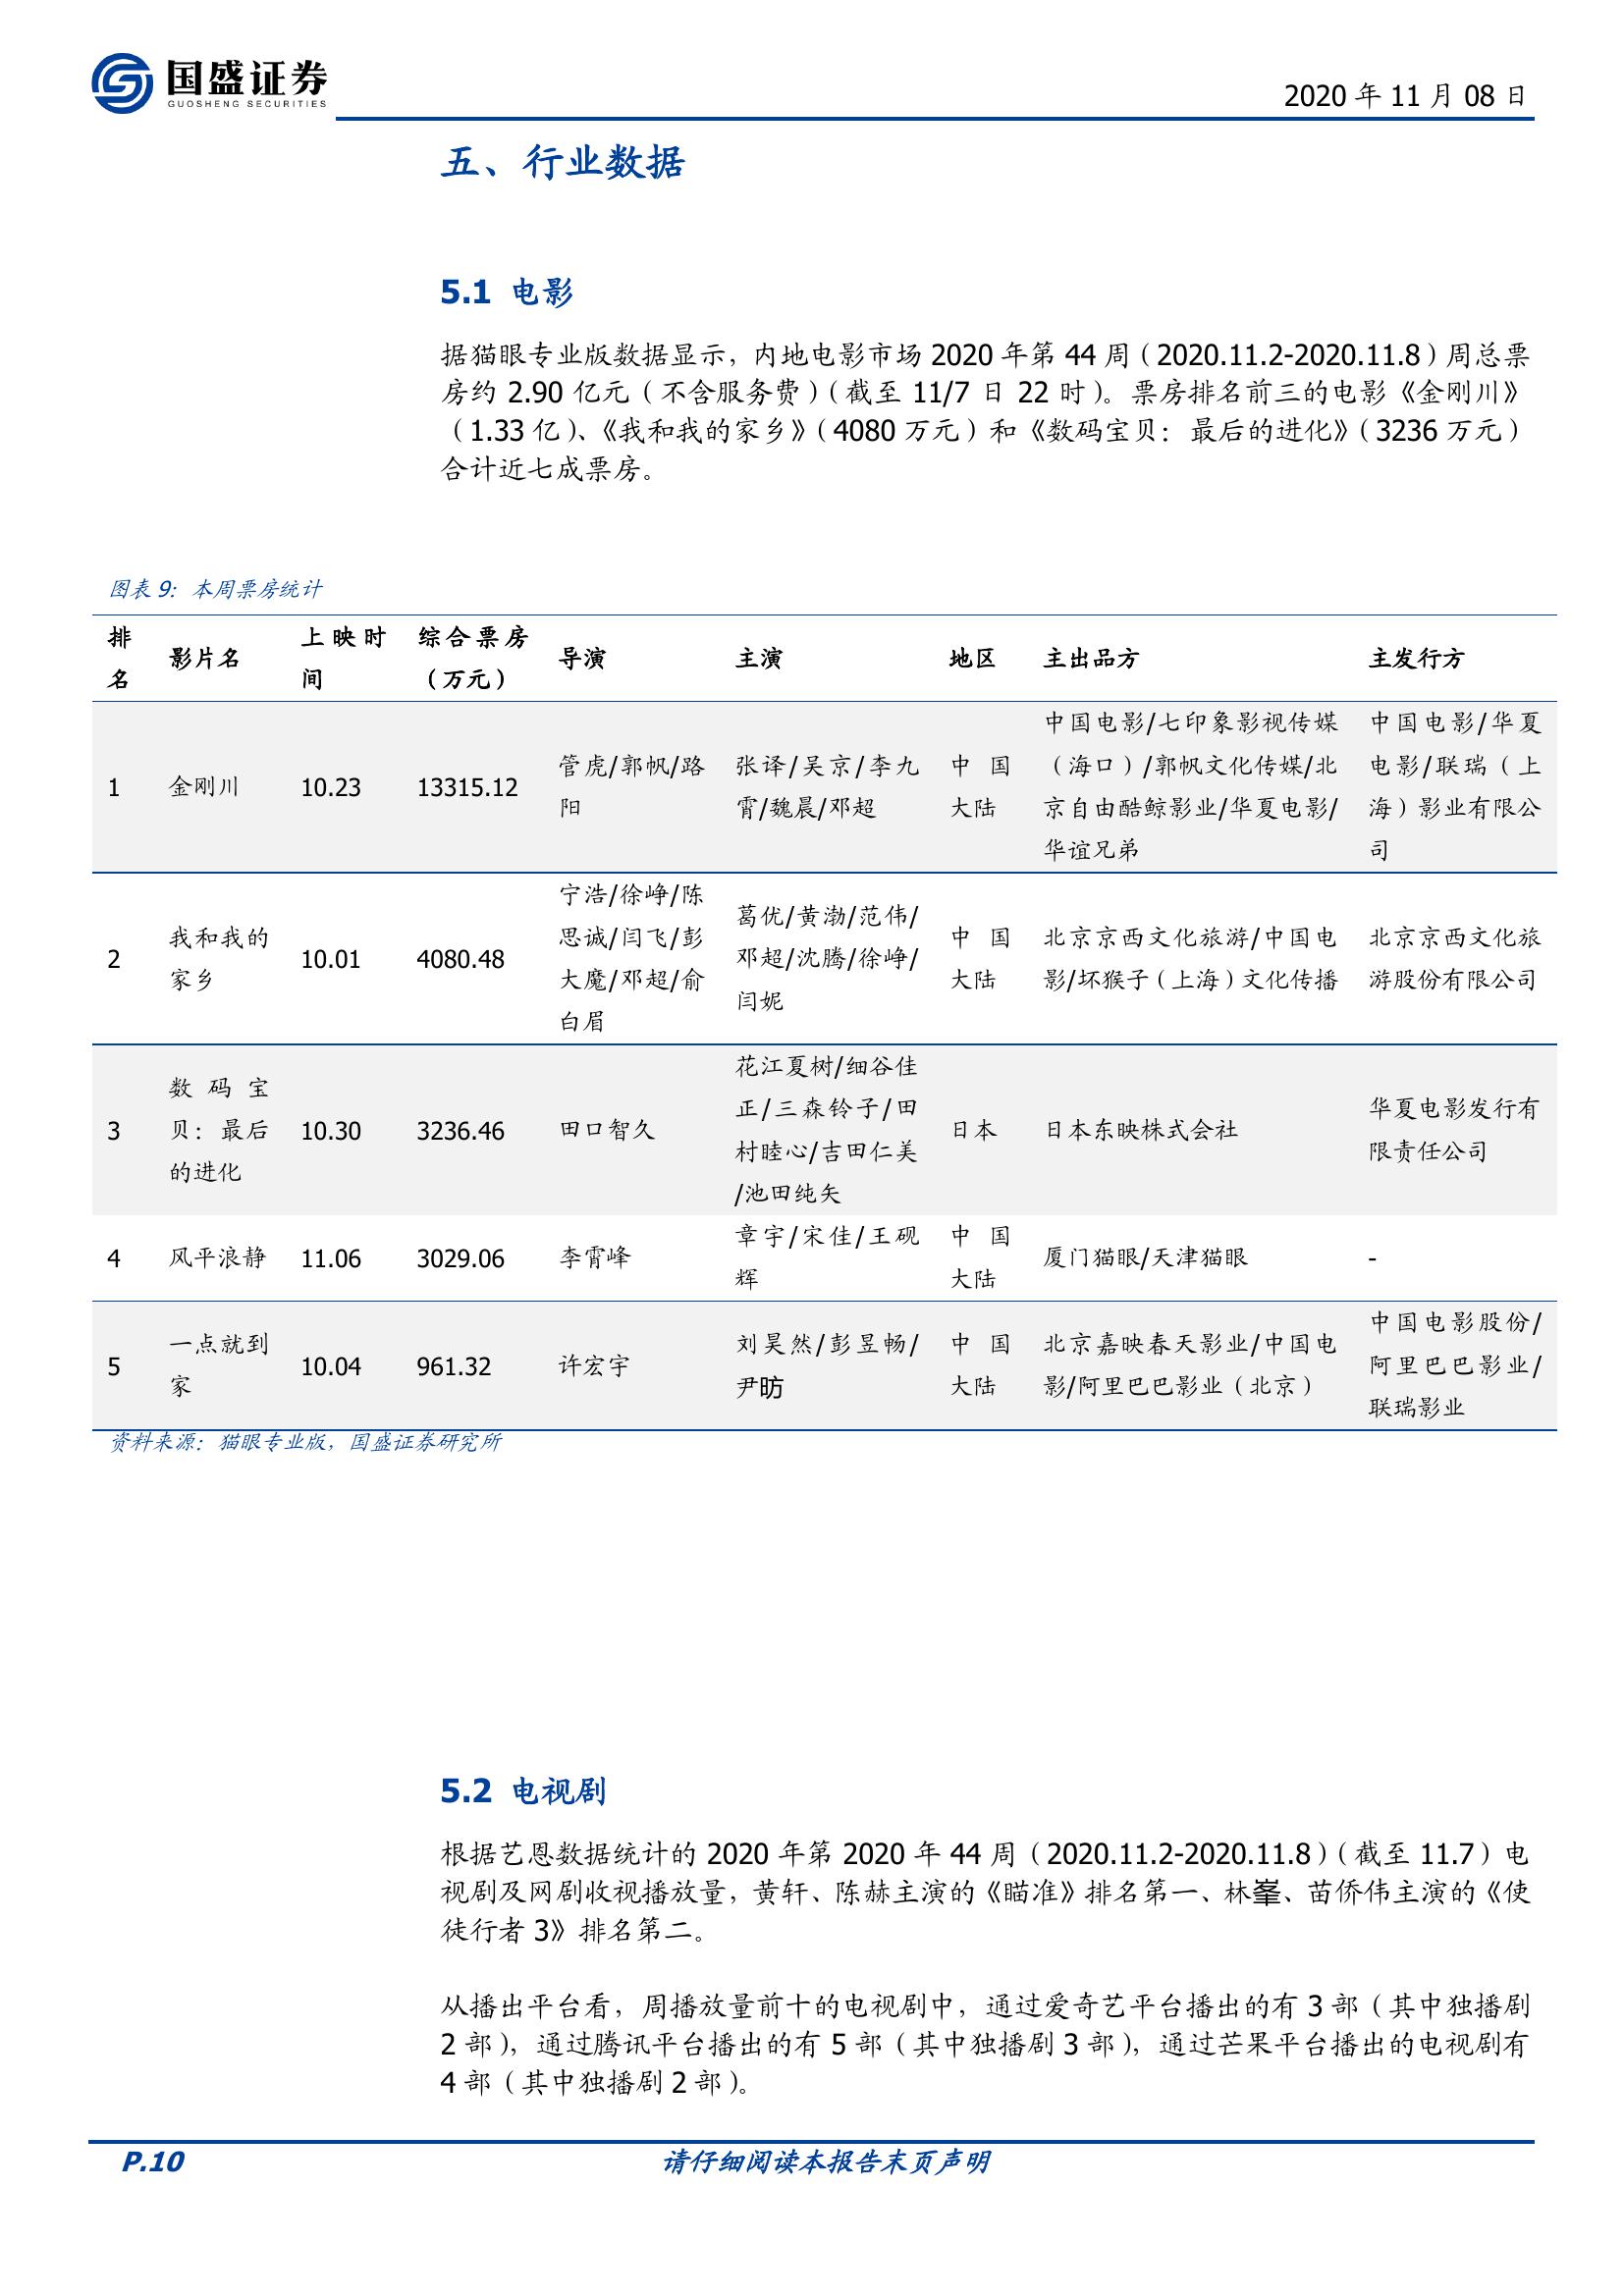 国盛证券
GUOSHENG SECURITIES
2020 年 11 月 08 日
五、行业数据
5.1 电影
据猫眼专业版数据显示，内地电影市场 2020 年第 44 周（2020.11.2-2020.11.8）周总票
房约 2.90 亿元（不含服务费）（截至 11/7 日 22 时）。票房排名前三的电影《金刚川》
（1.33 亿）、《我和我的家乡》（4080 万元）和《数码宝贝：最后的进化》（3236 万元）
合计近七成票房。
图表 9：本周票房统计
排名 影片名 上映时间 综合票房（万元） 导演 主演 地区 主出品方 主发行方
1 金刚川 10.23 13315.12 管虎/郭帆/路阳 张译/吴京/李九霄/魏晨/邓超 中国大陆 中国电影/七印象影视传媒（海口）/郭帆文化传媒/北京自由酷鲸影业/华夏电影/华谊兄弟 中国电影/华夏电影/联瑞（上海）影业有限公司
2 我和我的家乡 10.01 4080.48 宁浩/徐峥/陈思诚/闫飞/彭大魔/邓超/俞白眉 葛优/黄渤/范伟/邓超/沈腾/徐峥/闫妮 中国大陆 北京京西文化旅游/中国电影/坏猴子（上海）文化传播 北京京西文化旅游股份有限公司
3 数码宝贝：最后的进化 10.30 3236.46 田口智久 花江夏树/细谷佳正/三森铃子/田村睦心/吉田仁美/池田纯矢 日本 日本东映株式会社 华夏电影发行有限责任公司
4 风平浪静 11.06 3029.06 李霄峰 章宇/宋佳/王砚辉 中国大陆 厦门猫眼/天津猫眼 -
5 一点就到家 10.04 961.32 许宏宇 刘昊然/彭昱畅/尹昉 中国大陆 北京嘉映春天影业/中国电影/阿里巴巴影业（北京） 中国电影股份/阿里巴巴影业/联瑞影业
资料来源：猫眼专业版，国盛证券研究所
5.2 电视剧
根据艺恩数据统计的 2020 年第 2020 年 44 周（2020.11.2-2020.11.8）（截至 11.7）电
视剧及网剧收视播放量，黄轩、陈赫主演的《瞄准》排名第一、林峯、苗侨伟主演的《使
徒行者 3》排名第二。
从播出平台看，周播放量前十的电视剧中，通过爱奇艺平台播出的有 3 部（其中独播剧
2 部），通过腾讯平台播出的有 5 部（其中独播剧 3 部），通过芒果平台播出的电视剧有
4 部（其中独播剧 2 部）。
P.10
请仔细阅读本报告末页声明